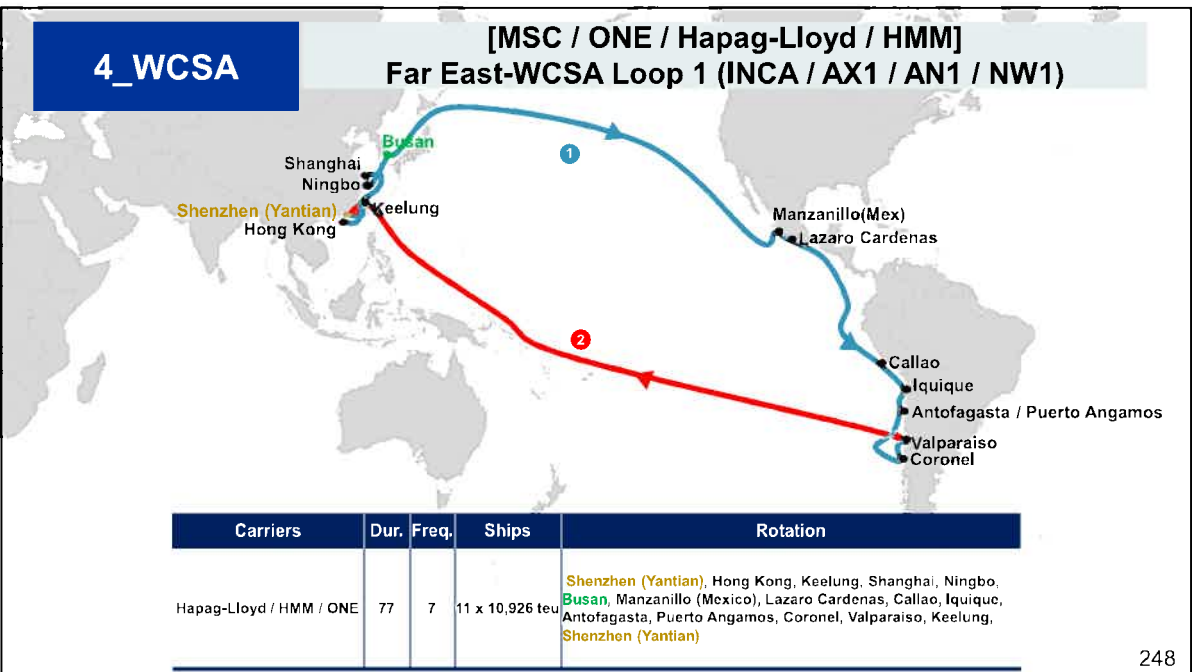 4_WCSA
[MSC / ONE / Hapag-Lloyd / HMM]
Far East-WCSA Loop 1 (INCA / AX1 / AN1 / NW1)
Busan
1
Shanghai
Ningbo
Shenzhen (Yantian)
Keelung
Hong Kong
Manzanillo(Mex)
Lazaro Cardenas
2
Callao
Iquique
Antofagasta / Puerto Angamos
Valparaiso
Coronel
Carriers Dur. Freq. Ships Rotation
Hapag-Lloyd / HMM / ONE 77 7 11 x 10,926 teu
Shenzhen (Yantian), Hong Kong, Keelung, Shanghai, Ningbo,
Busan, Manzanillo (Mexico), Lazaro Cardenas, Callao, Iquique,
Antofagasta, Puerto Angamos, Coronel, Valparaiso, Keelung,
Shenzhen (Yantian)
248